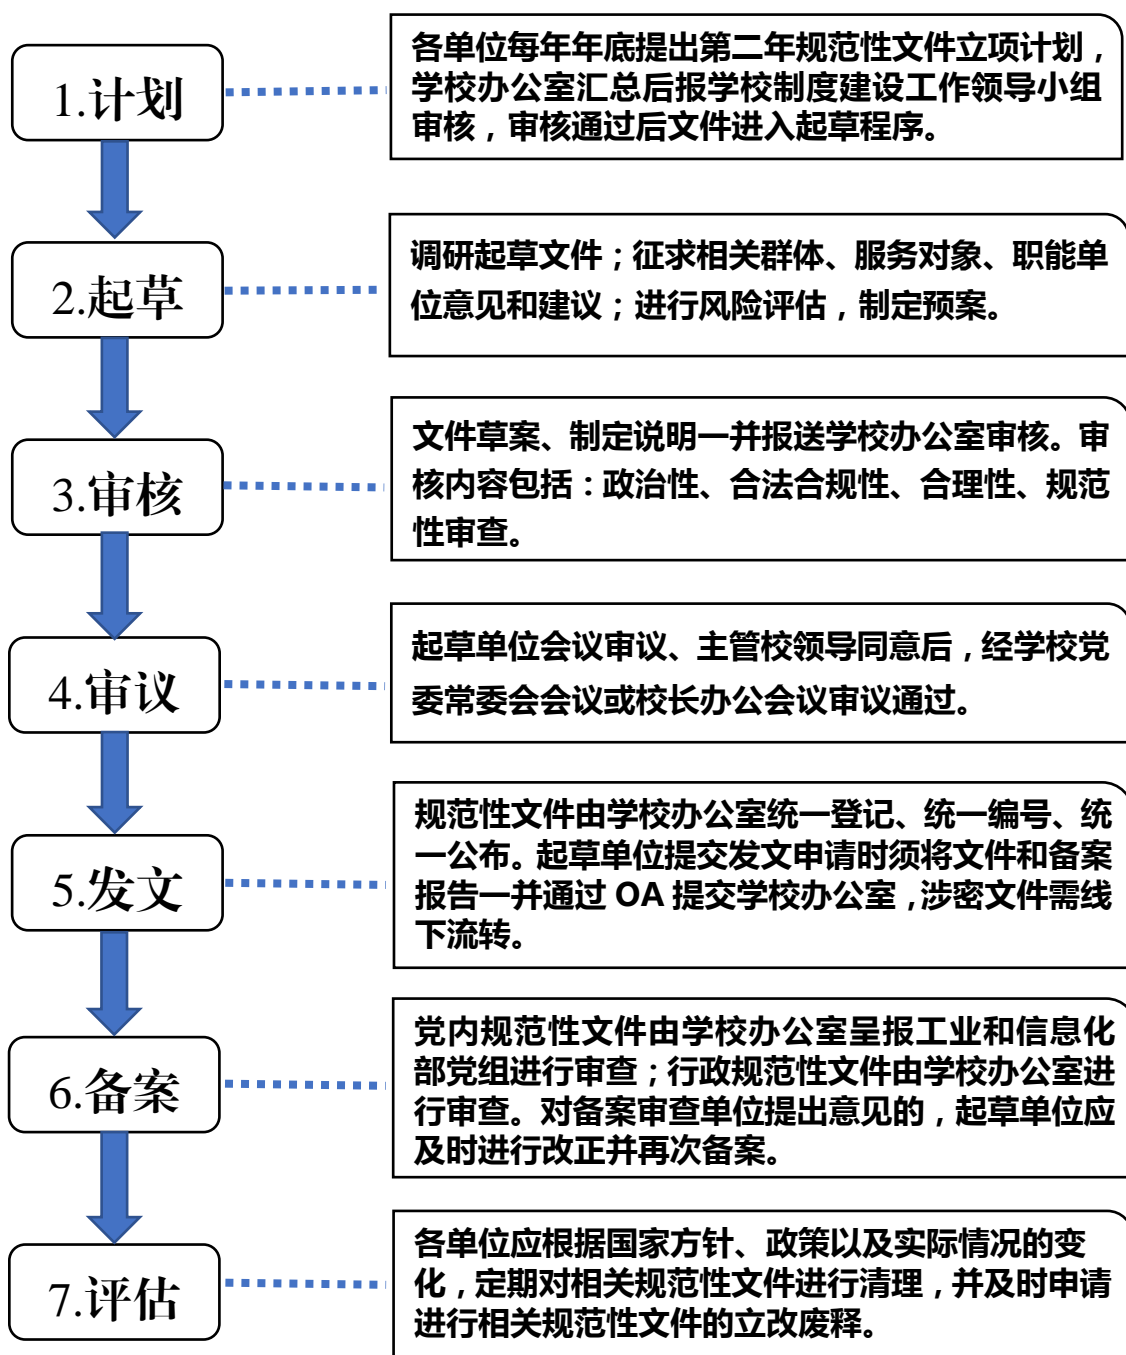 1.计划
各单位每年年底提出第二年规范性文件立项计划，
学校办公室汇总后报学校制度建设工作领导小组
审核，审核通过后文件进入起草程序。
2.起草
调研起草文件；征求相关群体、服务对象、职能单
位意见和建议；进行风险评估，制定预案。
3.审核
文件草案、制定说明一并报送学校办公室审核。审
核内容包括：政治性、合法合规性、合理性、规范
性审查。
4.审议
起草单位会议审议、主管校领导同意后，经学校党
委常委会会议或校长办公会议审议通过。
5.发文
规范性文件由学校办公室统一登记、统一编号、统
一公布。起草单位提交发文申请时须将文件和备案
报告一并通过 OA 提交学校办公室，涉密文件需线
下流转。
6.备案
党内规范性文件由学校办公室呈报工业和信息化
部党组进行审查；行政规范性文件由学校办公室进
行审查。对备案审查单位提出意见的，起草单位应
及时进行改正并再次备案。
7.评估
各单位应根据国家方针、政策以及实际情况的变
化，定期对相关规范性文件进行清理，并及时申请
进行相关规范性文件的立改废释。